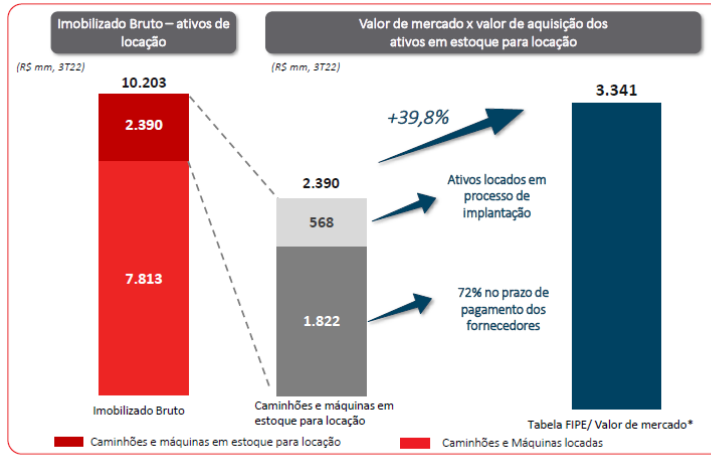 Imobilizado Bruto – ativos de
locação
Valor de mercado x valor de aquisição dos
ativos em estoque para locação
(R$ mm, 3T22)
(R$ mm, 3T22)
10.203
2.390
7.813
Imobilizado Bruto
2.390
568
1.822
Caminhões e máquinas em
estoque para locação
+39,8%
Ativos locados em
processo de
implantação
72% no prazo de
pagamento dos
fornecedores
3.341
Tabela FIPE/ Valor de mercado*
Caminhões e máquinas em estoque para locação
Caminhões e Máquinas locadas